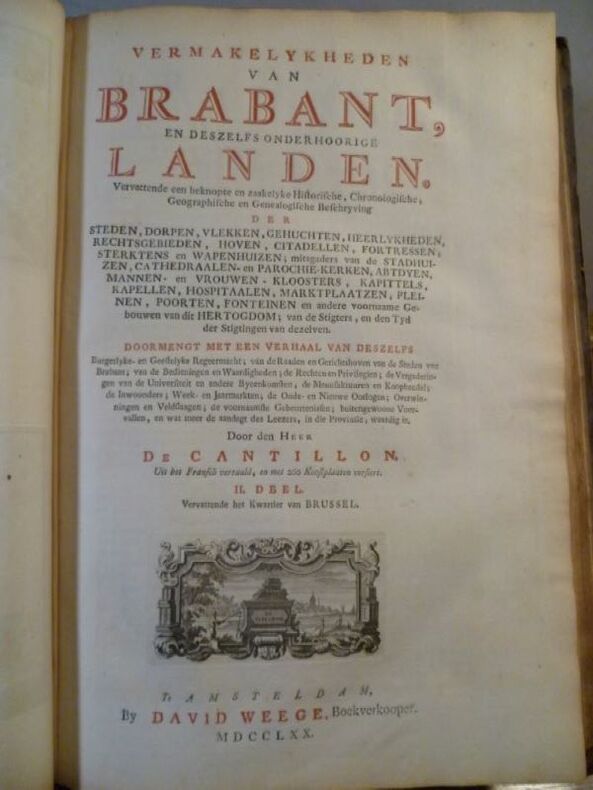 VERMAKELYKHEDEN
VAN
BRABANT,
EN DESZELFS ONDERHOORIGE
LANDEN.
Vervattende een beknopte en zaakelyke Historische, Chronologische,
Geographische en Genealogische Beschryving
DER
STEDEN, DORPEN, VLEKKEN, GEHUCHTEN, HEERLYKHEDEN,
RECHTSGEBIEDEN, HOVEN, CITADELLEN, FORTRESSEN,
STERKTENS en WAPENHUIZEN; mitsgaders van de STADHUI-
ZEN, CATHEDRAALEN- en PAROCHIE-KERKEN, ABTDYEN,
MANNEN- en VROUWEN-KLOOSTERS, KAPITTELS,
KAPELLEN, HOSPITAALEN, MARKTPLAATZEN, PLEI-
NEN, POORTEN, FONTEINEN en andere voornaame Ge-
bouwen van dit HERTOGDOM; van de Stigters, en den Tyd
der Stigtingen van dezelven.
DOORMENGT MET EEN VERHAAL VAN DESZELFS
Burgerlyke- en Geestelyke Regeermacht; van de Raaden en Gerichtshoven van de Steden van
Brabant; van de Bedieningen en Waardigheden; de Rechten en Privilegien; de Vergaderin-
gen van de Universiteit en andere Byeenkomsten, de Manufaktuuren en Koophandel;
de Inwoonders; Week- en Jaarmarkten, de Oude- en Nieuwe Oorlogen; Overwin-
ningen en Veldslaagen; de voornaamste Gebeurtenissen; buitengewoone Voor-
vallen, en wat meer de aandagt des Leezers, in die Provintie, waerdig is.
Door den HEER
DE CANTILLON.
Uit het Fransch vertaald, en met 200 Konstplaaten versiert.
II. DEEL.
Vervattende het Kwartier van BRUSSEL.
Te AMSTELDAM,
By DAVID WEEGE, Boekverkooper.
MDCCLXX.